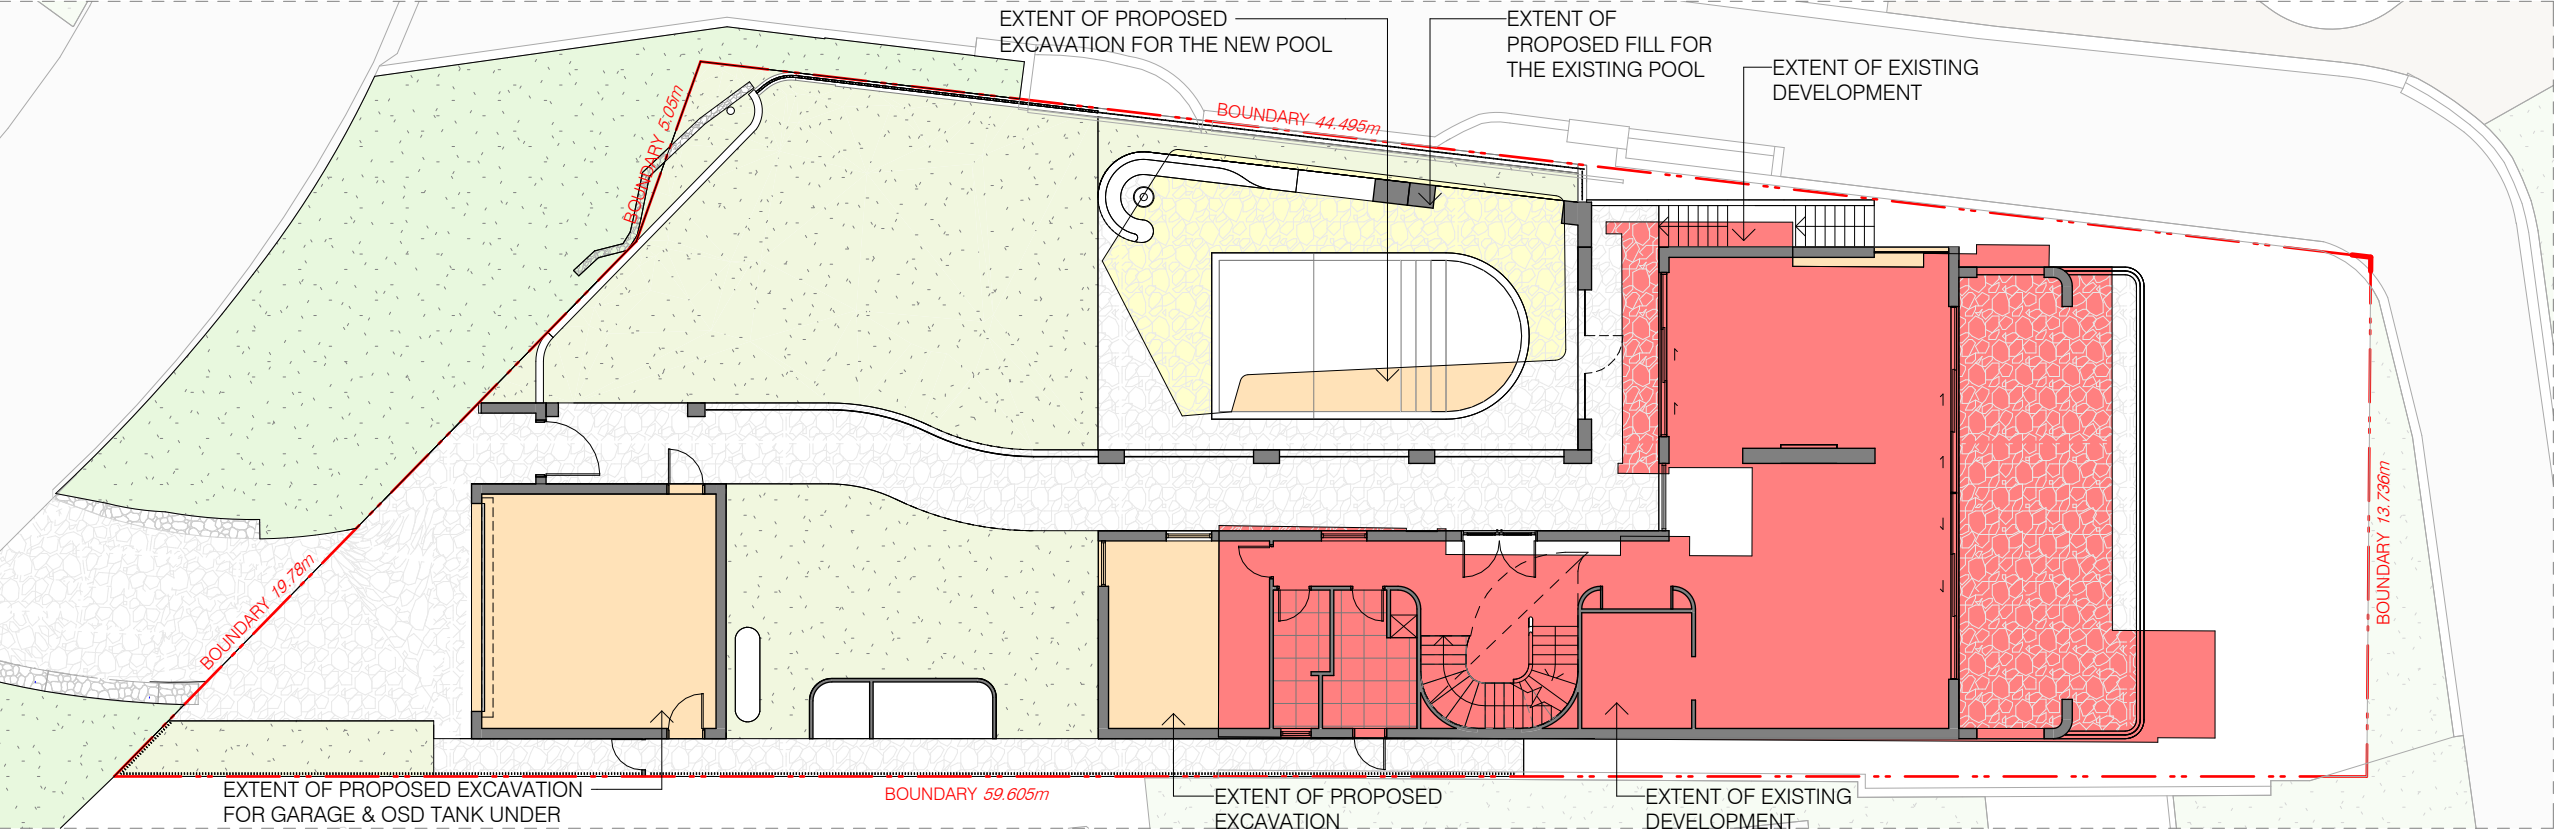 EXTENT OF PROPOSED
EXCAVATION FOR THE NEW POOL
EXTENT OF
PROPOSED FILL FOR
THE EXISTING POOL
EXTENT OF EXISTING
DEVELOPMENT
BOUNDARY 5.05m
BOUNDARY 44.495m
BOUNDARY 13.736m
BOUNDARY 19.78m
EXTENT OF PROPOSED EXCAVATION
FOR GARAGE & OSD TANK UNDER
BOUNDARY 59.605m
EXTENT OF PROPOSED
EXCAVATION
EXTENT OF EXISTING
DEVELOPMENT